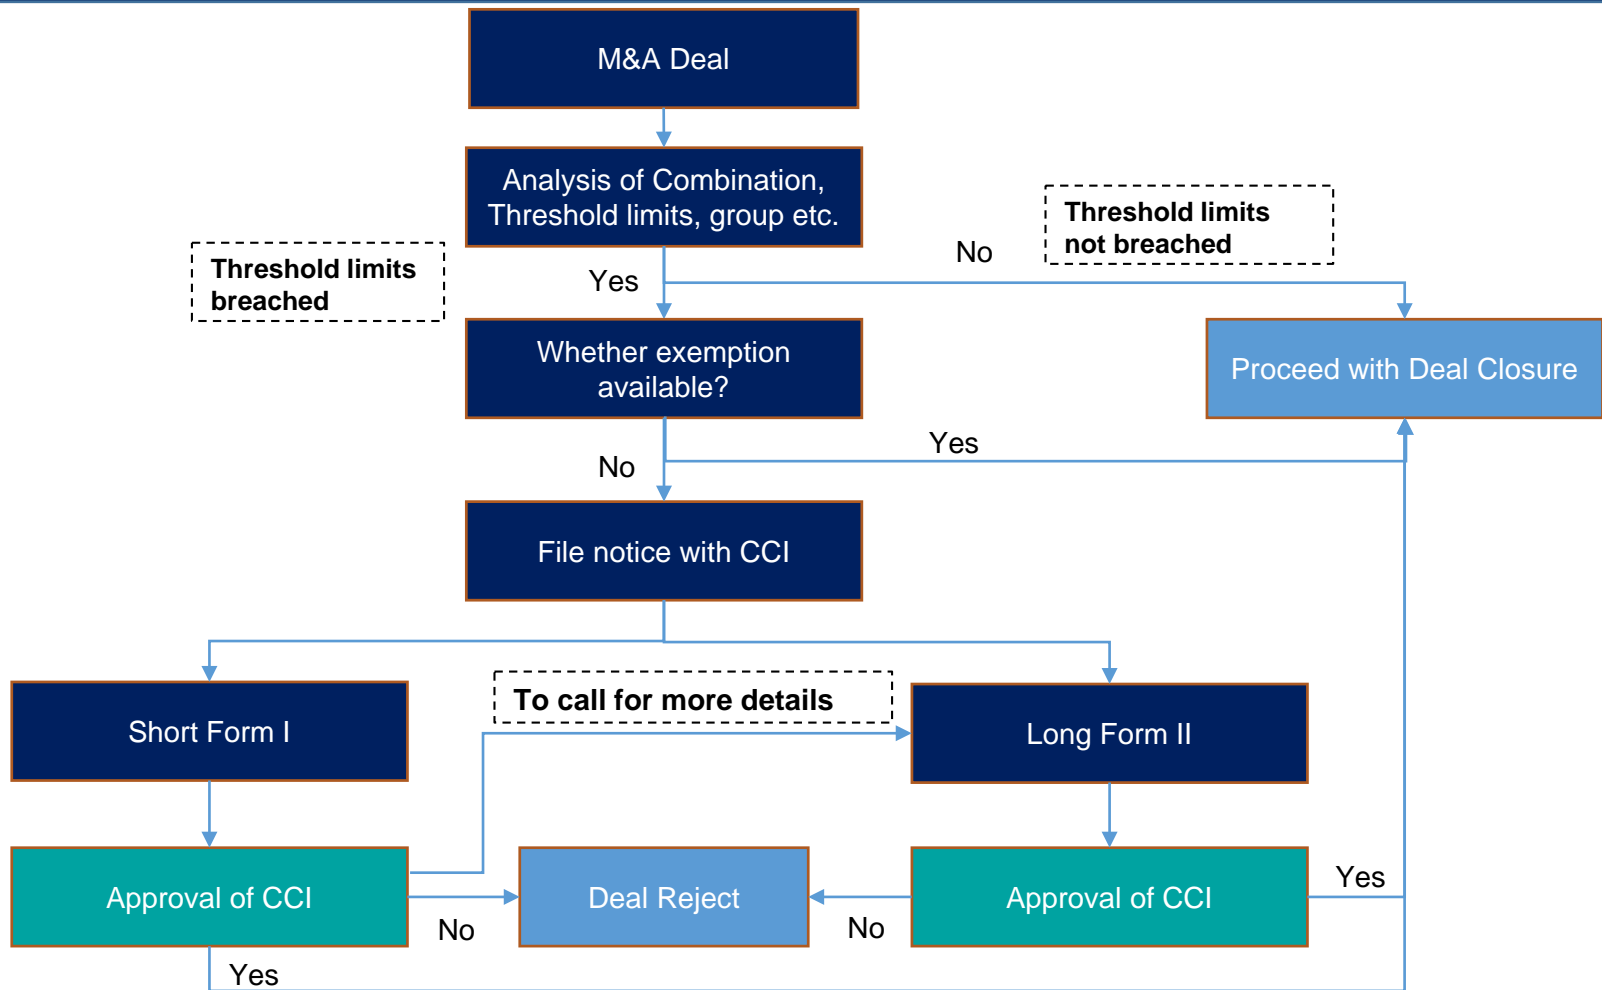 M&A Deal
Analysis of Combination,
Threshold limits, group etc.
Threshold limits
not breached
No
Threshold limits
breached
Yes
Whether exemption
available?
Proceed with Deal Closure
Yes
No
File notice with CCI
To call for more details
Short Form I
Long Form II
Approval of CCI
Deal Reject
Approval of CCI
Yes
No
No
Yes